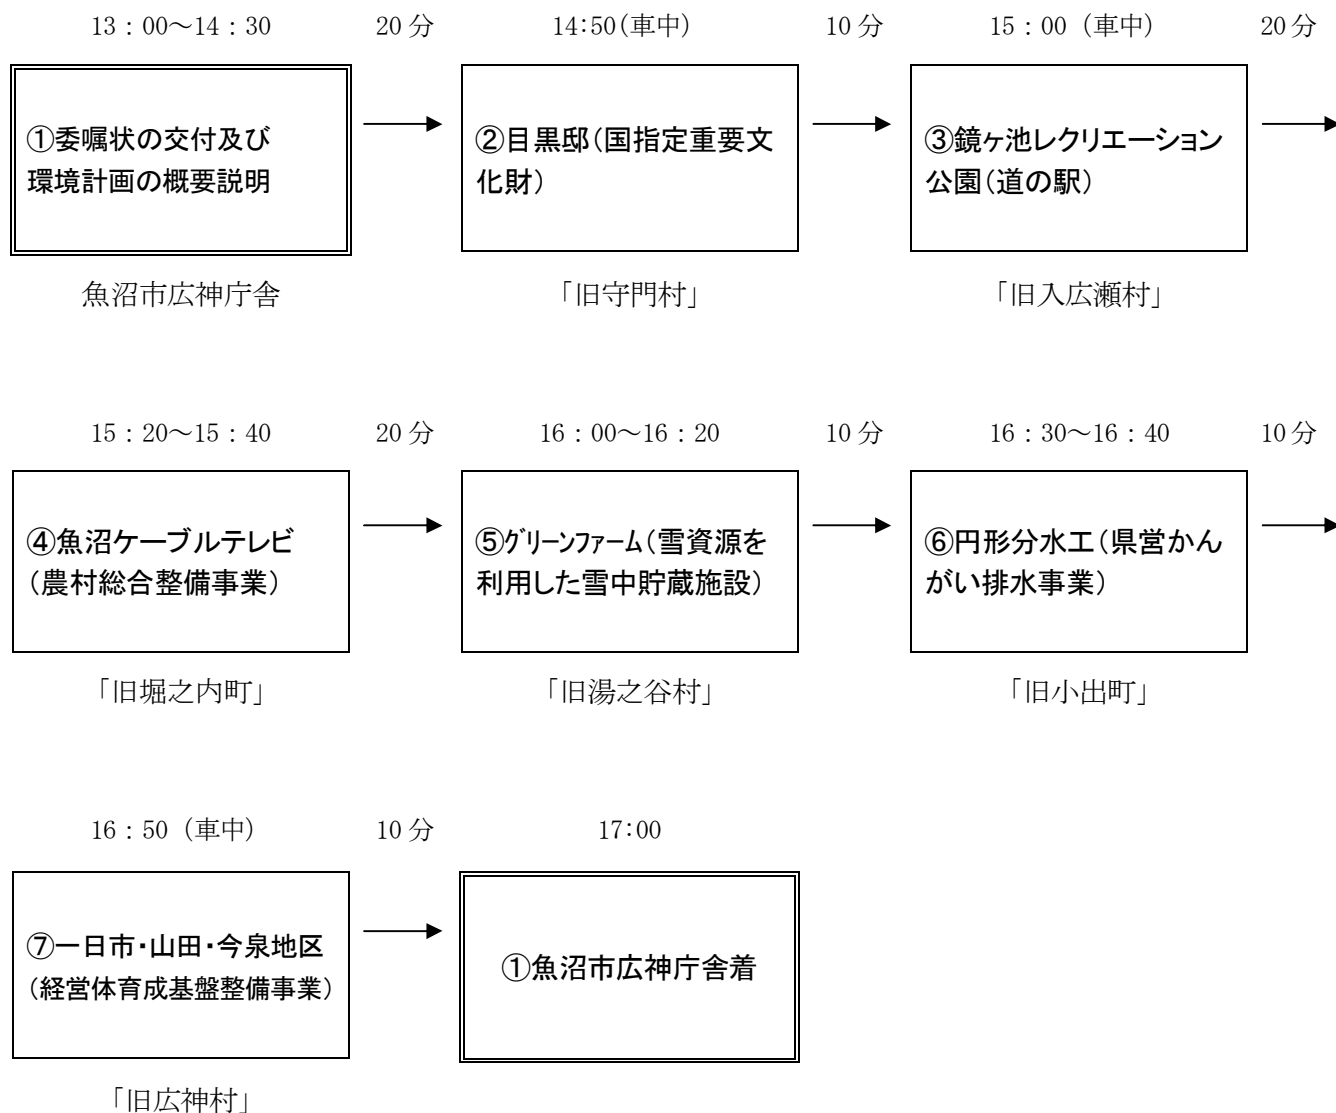 13：00～14：30　20分　14:50(車中)　10分　15：00（車中）　20分
①委嘱状の交付及び
環境計画の概要説明
②目黒邸(国指定重要文
化財)
③鏡ヶ池レクリエーション
公園(道の駅)
魚沼市広神庁舎　「旧守門村」　「旧入広瀬村」
15：20～15：40　20分　16：00～16：20　10分　16：30～16：40　10分
④魚沼ケーブルテレビ
(農村総合整備事業)
⑤ｸﾞﾘｰﾝﾌｧｰﾑ(雪資源を
利用した雪中貯蔵施設)
⑥円形分水工(県営かん
がい排水事業)
「旧堀之内町」　「旧湯之谷村」　「旧小出町」
16：50（車中）　10分　17:00
⑦一日市・山田・今泉地区
(経営体育成基盤整備事業)
①魚沼市広神庁舎着
「旧広神村」